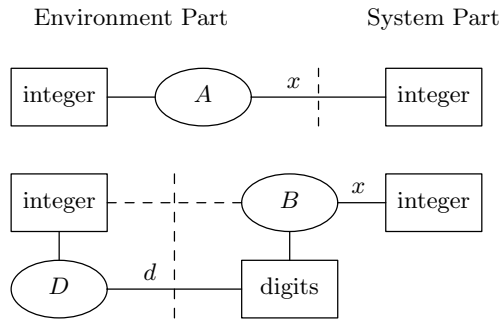 Environment Part System Part
x
integer A integer
x
integer B integer
d
D digits